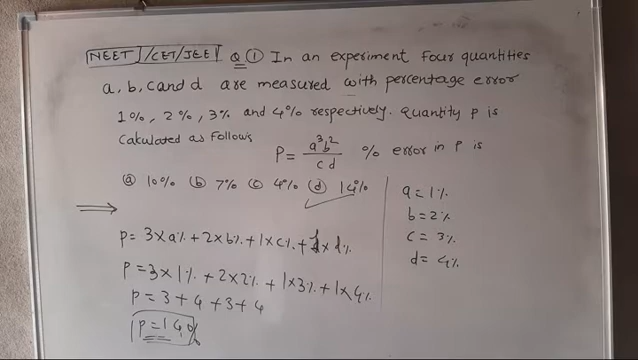 NEET/CET/JEE Q ① In an experiment Four quantities
a, b, c and d are measured with percentage error
1%, 2%, 3% and 4% respectively. Quantity p is
Calculated as Follows P = a³b²/cd % error in P is
ⓐ 10% ⓑ 7% ⓒ 4% ⓓ 14%
⟹
a = 1%
b = 2%
c = 3%
d = 4%
P = 3×a% + 2×b% + 1×c% + 1×d%
P = 3×1% + 2×2% + 1×3% + 1×4%
P = 3 + 4 + 3 + 4
P = 14%